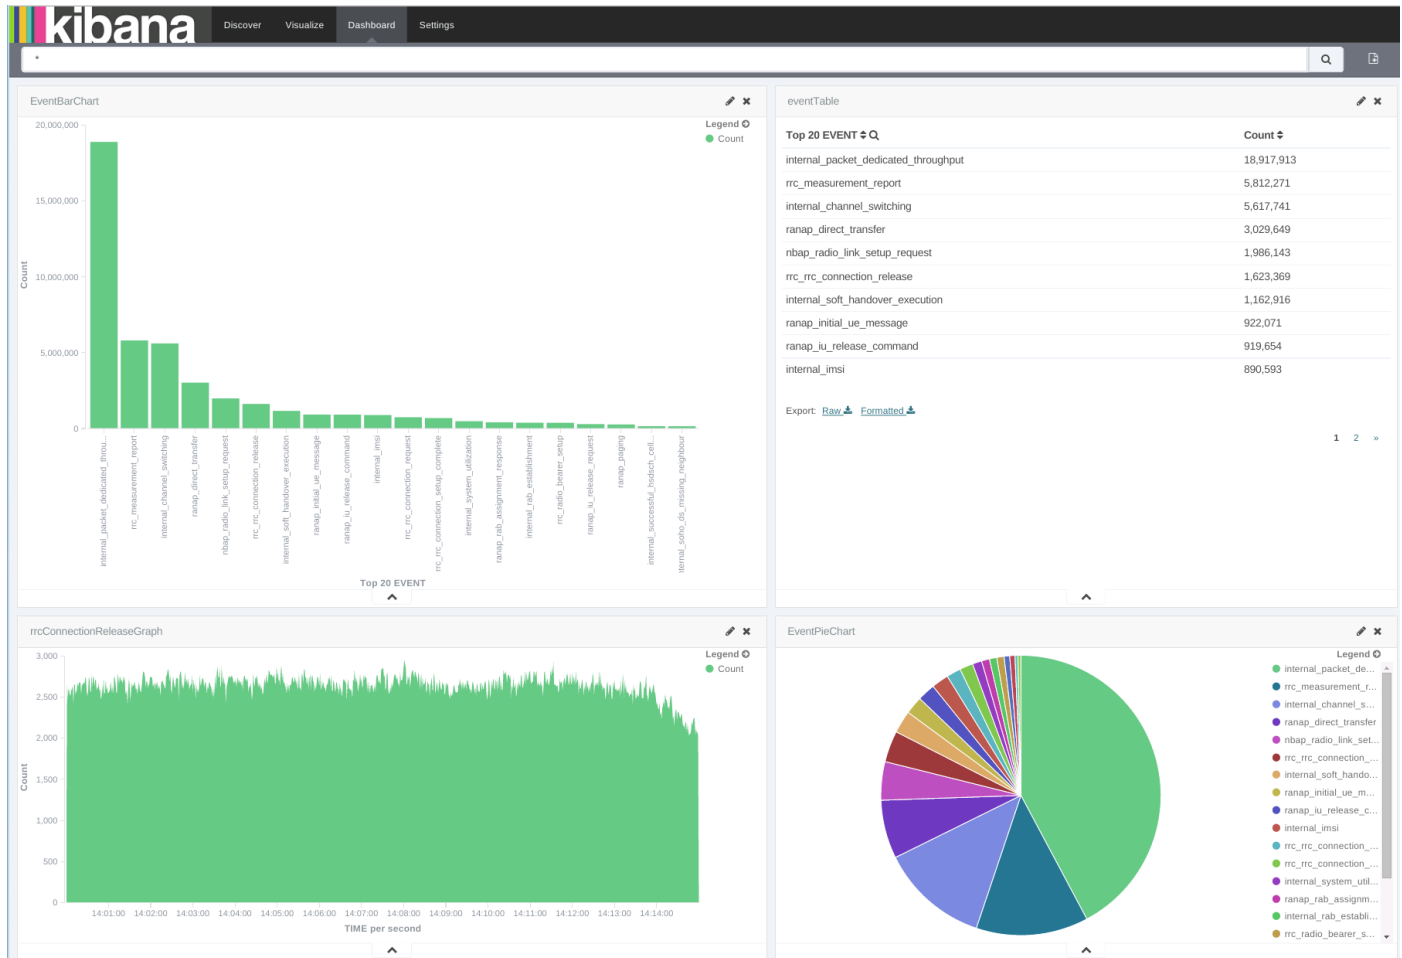 kibana
Discover Visualize Dashboard Settings
*
EventBarChart
Legend
Count
20,000,000
15,000,000
10,000,000
5,000,000
0
Count
internal_packet_dedicated_throu...
rrc_measurement_report
internal_channel_switching
ranap_direct_transfer
nbap_radio_link_setup_request
rrc_rrc_connection_release
internal_soft_handover_execution
ranap_initial_ue_message
ranap_iu_release_command
internal_imsi
rrc_rrc_connection_request
rrc_rrc_connection_setup_complete
internal_system_utilization
ranap_rab_assignment_response
internal_rab_establishment
rrc_radio_bearer_setup
ranap_iu_release_request
ranap_paging
internal_successful_hsdsch_cell...
nternal_soho_ds_missing_neighbour
Top 20 EVENT
eventTable
Top 20 EVENT Count
internal_packet_dedicated_throughput 18,917,913
rrc_measurement_report 5,812,271
internal_channel_switching 5,617,741
ranap_direct_transfer 3,029,649
nbap_radio_link_setup_request 1,986,143
rrc_rrc_connection_release 1,623,369
internal_soft_handover_execution 1,162,916
ranap_initial_ue_message 922,071
ranap_iu_release_command 919,654
internal_imsi 890,593
Export: Raw Formatted
1 2 »
rrcConnectionReleaseGraph
Legend
Count
3,000
2,500
2,000
1,500
1,000
500
0
Count
14:01:00 14:02:00 14:03:00 14:04:00 14:05:00 14:06:00 14:07:00 14:08:00 14:09:00 14:10:00 14:11:00 14:12:00 14:13:00 14:14:00
TIME per second
EventPieChart
Legend
internal_packet_de...
rrc_measurement_r...
internal_channel_s...
ranap_direct_transfer
nbap_radio_link_set...
rrc_rrc_connection_...
internal_soft_hando...
ranap_initial_ue_m...
ranap_iu_release_c...
internal_imsi
rrc_rrc_connection_...
rrc_rrc_connection_...
internal_system_util...
ranap_rab_assignm...
internal_rab_establi...
rrc_radio_bearer_s...